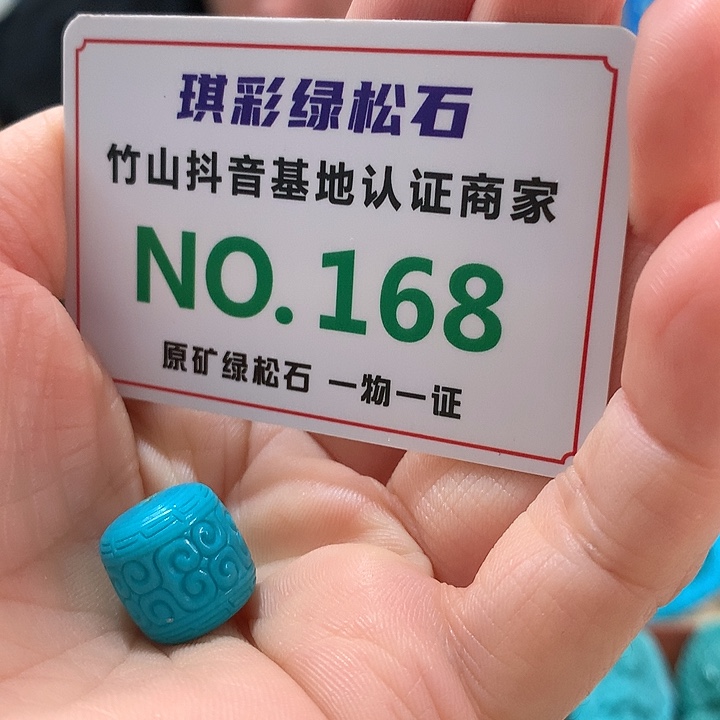 琪彩绿松石
竹山抖音基地认证商家
NO.168
原矿绿松石 一物一证